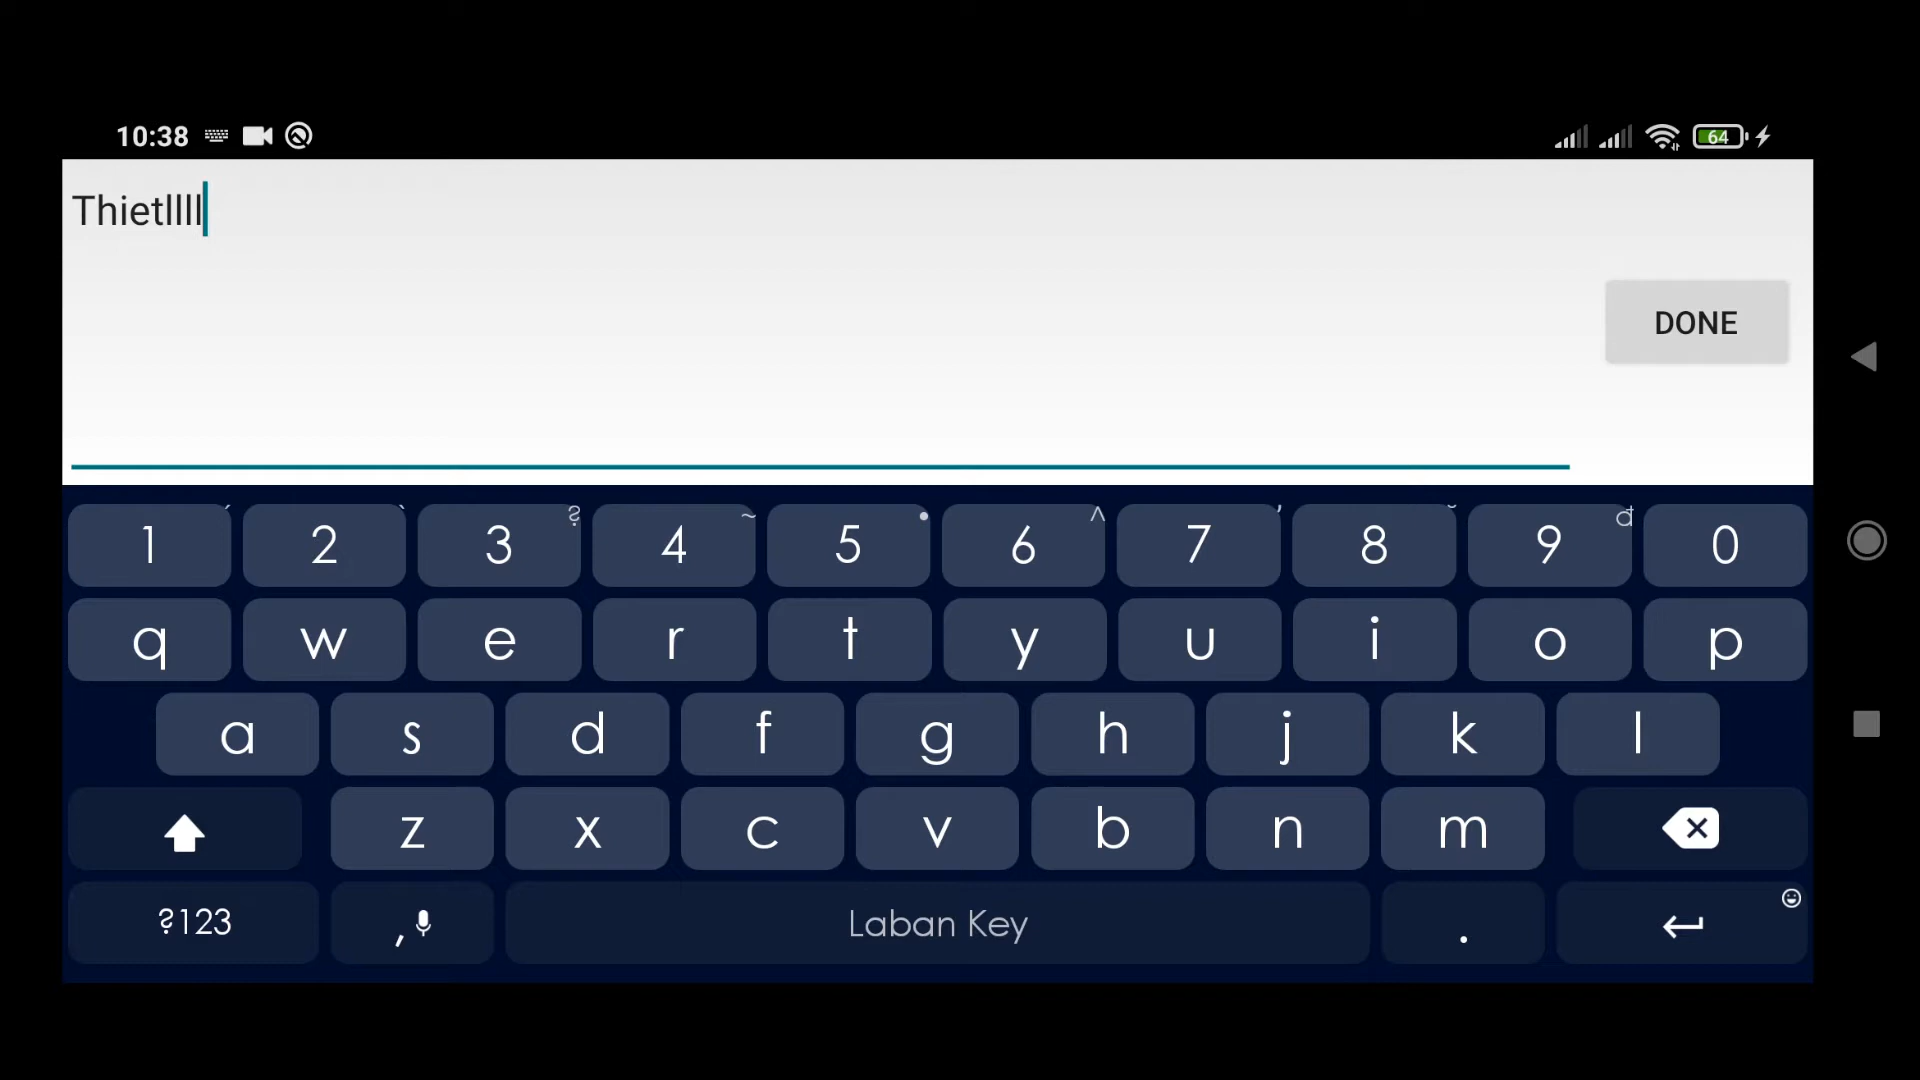 10:38
64
Thietllll
DONE
1 2 3 4 5 6 7 8 9 0
´ ` ? ~ • ^ ’ ˘ đ
q w e r t y u i o p
a s d f g h j k l
z x c v b n m
?123 , Laban Key .